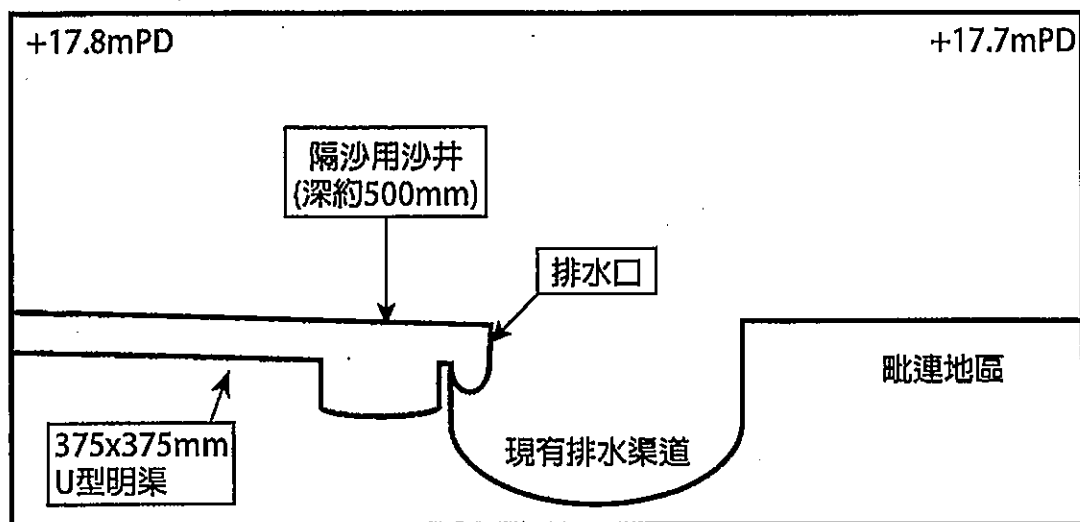 +17.8mPD
+17.7mPD
隔沙用沙井
(深約500mm)
排水口
毗連地區
375x375mm
U型明渠
現有排水渠道